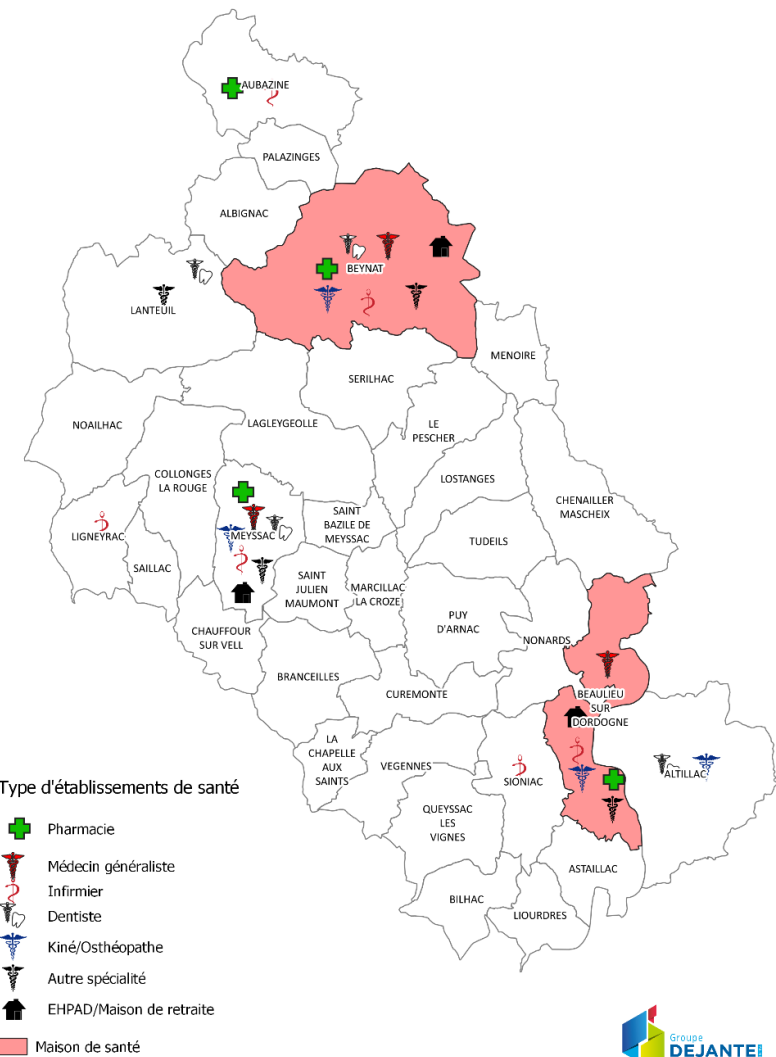 AUBAZINE
PALAZINGES
ALBIGNAC
BEYNAT
LANTEUIL
MENOIRE
SERILHAC
NOAILHAC
LAGLEYGEOLLE
LE
PESCHER
COLLONGES
LA ROUGE
LOSTANGES
CHENAILLER
MASCHEIX
SAINT
BAZILE DE
MEYSSAC
LIGNEYRAC
MEYSSAC
TUDEILS
SAILLAC
SAINT
JULIEN
MAUMONT
MARCILLAC
LA CROZE
PUY
D'ARNAC
CHAUFFOUR
SUR VELL
NONARDS
BRANCEILLES
CUREMONTE
BEAULIEU
SUR
DORDOGNE
LA
CHAPELLE
AUX
SAINTS
VEGENNES
SIONIAC
ALTILLAC
QUEYSSAC
LES
VIGNES
ASTAILLAC
BILHAC
LIOURDRES
Type d'établissements de santé
Pharmacie
Médecin généraliste
Infirmier
Dentiste
Kiné/Osthéopathe
Autre spécialité
EHPAD/Maison de retraite
Maison de santé
Groupe
DEJANTE